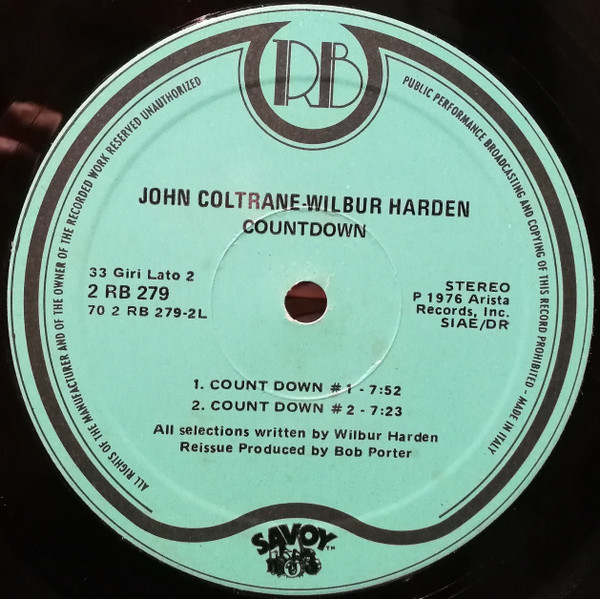 RB
ALL RIGHTS OF THE MANUFACTURER AND OF THE OWNER OF THE RECORDED WORK RESERVED UNAUTHORIZED
PUBLIC PERFORMANCE BROADCASTING AND COPYING OF THIS RECORD PROHIBITED - MADE IN ITALY
JOHN COLTRANE-WILBUR HARDEN
COUNTDOWN
33 Giri Lato 2
2 RB 279
70 2 RB 279-2L
STEREO
P 1976 Arista
Records, Inc.
SIAE/DR
1. COUNT DOWN #1 - 7:52
2. COUNT DOWN #2 - 7:23
All selections written by Wilbur Harden
Reissue Produced by Bob Porter
SAVOY™